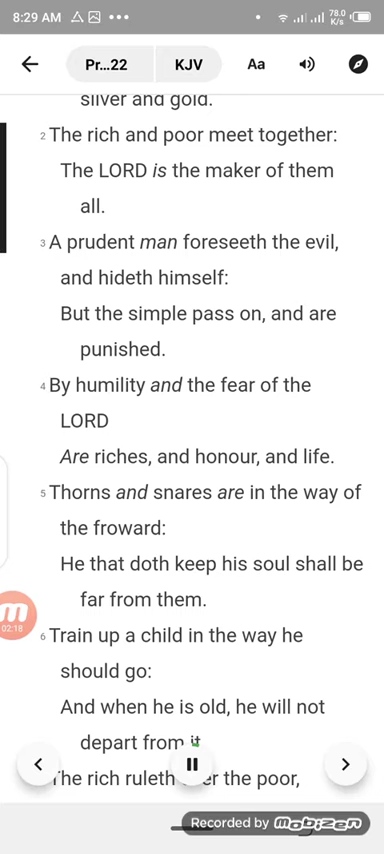 8:29 AM
78.0
K/s
Pr...22
KJV
Aa
silver and gold.
2 The rich and poor meet together:
The LORD is the maker of them
all.
3 A prudent man foreseeth the evil,
and hideth himself:
But the simple pass on, and are
punished.
4 By humility and the fear of the
LORD
Are riches, and honour, and life.
5 Thorns and snares are in the way of
the froward:
He that doth keep his soul shall be
far from them.
6 Train up a child in the way he
should go:
And when he is old, he will not
depart from it
The rich ruleth the poor,
m
02:18
Recorded by mobizen